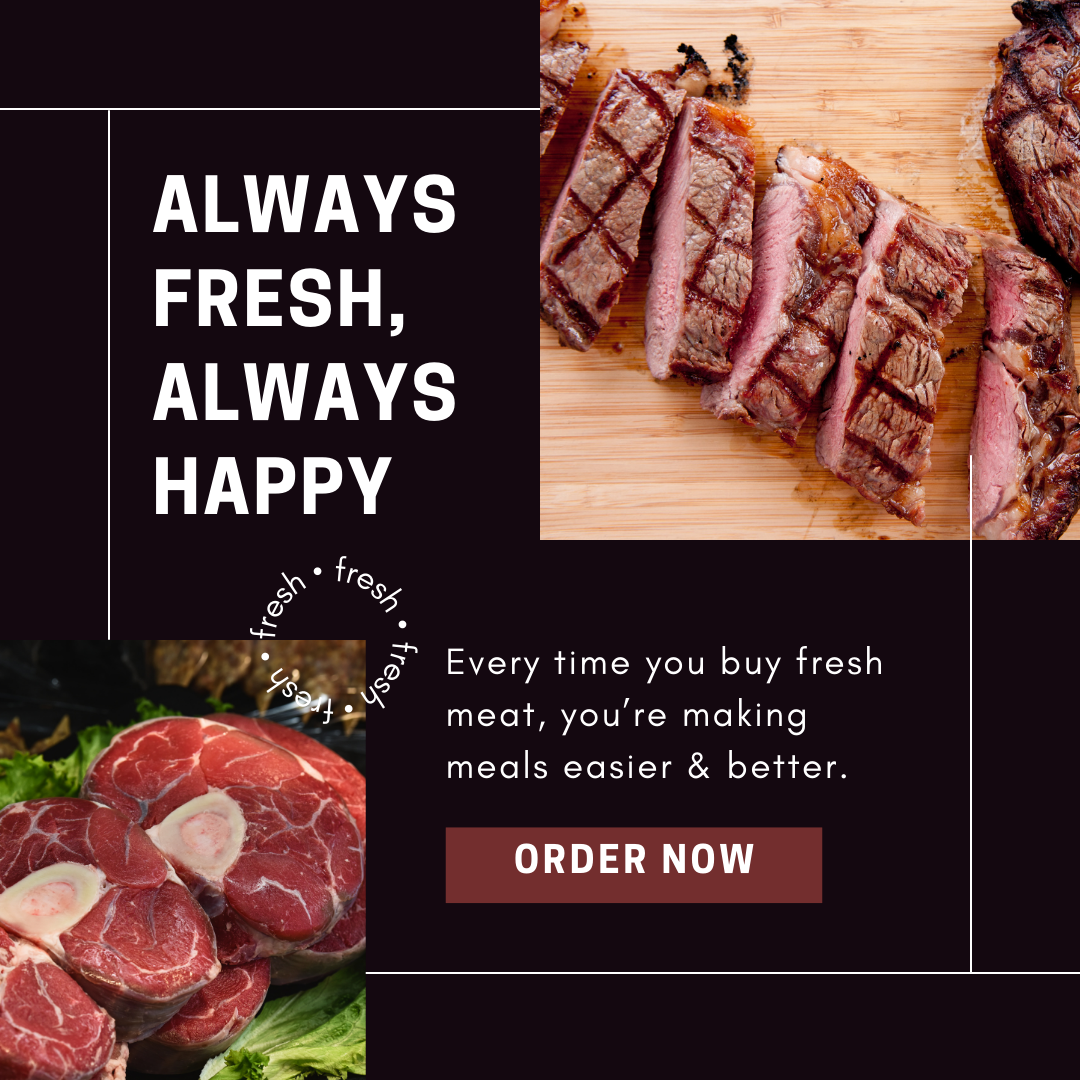 ALWAYS
FRESH,
ALWAYS
HAPPY
fresh • fresh • fresh • fresh • fresh •
Every time you buy fresh
meat, you’re making
meals easier & better.
ORDER NOW